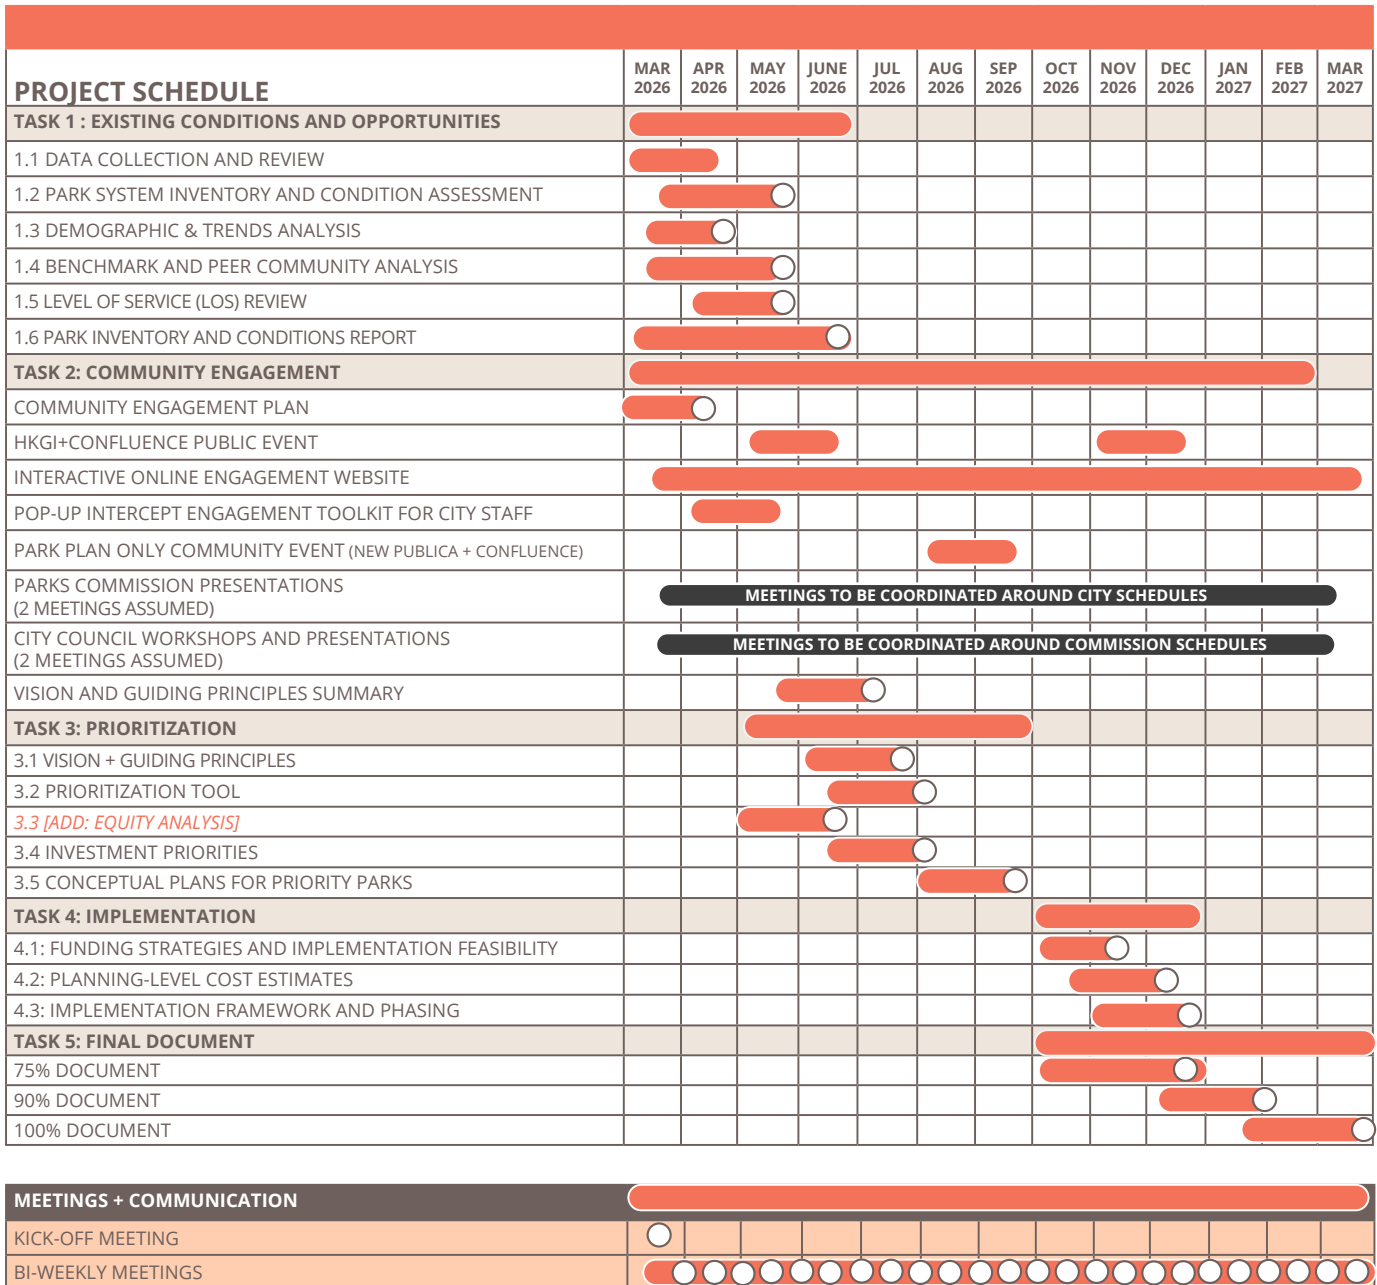 PROJECT SCHEDULE
MAR 2026
APR 2026
MAY 2026
JUNE 2026
JUL 2026
AUG 2026
SEP 2026
OCT 2026
NOV 2026
DEC 2026
JAN 2027
FEB 2027
MAR 2027
TASK 1 : EXISTING CONDITIONS AND OPPORTUNITIES
1.1 DATA COLLECTION AND REVIEW
1.2 PARK SYSTEM INVENTORY AND CONDITION ASSESSMENT
1.3 DEMOGRAPHIC & TRENDS ANALYSIS
1.4 BENCHMARK AND PEER COMMUNITY ANALYSIS
1.5 LEVEL OF SERVICE (LOS) REVIEW
1.6 PARK INVENTORY AND CONDITIONS REPORT
TASK 2: COMMUNITY ENGAGEMENT
COMMUNITY ENGAGEMENT PLAN
HKGI+CONFLUENCE PUBLIC EVENT
INTERACTIVE ONLINE ENGAGEMENT WEBSITE
POP-UP INTERCEPT ENGAGEMENT TOOLKIT FOR CITY STAFF
PARK PLAN ONLY COMMUNITY EVENT (NEW PUBLICA + CONFLUENCE)
PARKS COMMISSION PRESENTATIONS
(2 MEETINGS ASSUMED)
MEETINGS TO BE COORDINATED AROUND CITY SCHEDULES
CITY COUNCIL WORKSHOPS AND PRESENTATIONS
(2 MEETINGS ASSUMED)
MEETINGS TO BE COORDINATED AROUND COMMISSION SCHEDULES
VISION AND GUIDING PRINCIPLES SUMMARY
TASK 3: PRIORITIZATION
3.1 VISION + GUIDING PRINCIPLES
3.2 PRIORITIZATION TOOL
3.3 [ADD: EQUITY ANALYSIS]
3.4 INVESTMENT PRIORITIES
3.5 CONCEPTUAL PLANS FOR PRIORITY PARKS
TASK 4: IMPLEMENTATION
4.1: FUNDING STRATEGIES AND IMPLEMENTATION FEASIBILITY
4.2: PLANNING-LEVEL COST ESTIMATES
4.3: IMPLEMENTATION FRAMEWORK AND PHASING
TASK 5: FINAL DOCUMENT
75% DOCUMENT
90% DOCUMENT
100% DOCUMENT
MEETINGS + COMMUNICATION
KICK-OFF MEETING
BI-WEEKLY MEETINGS